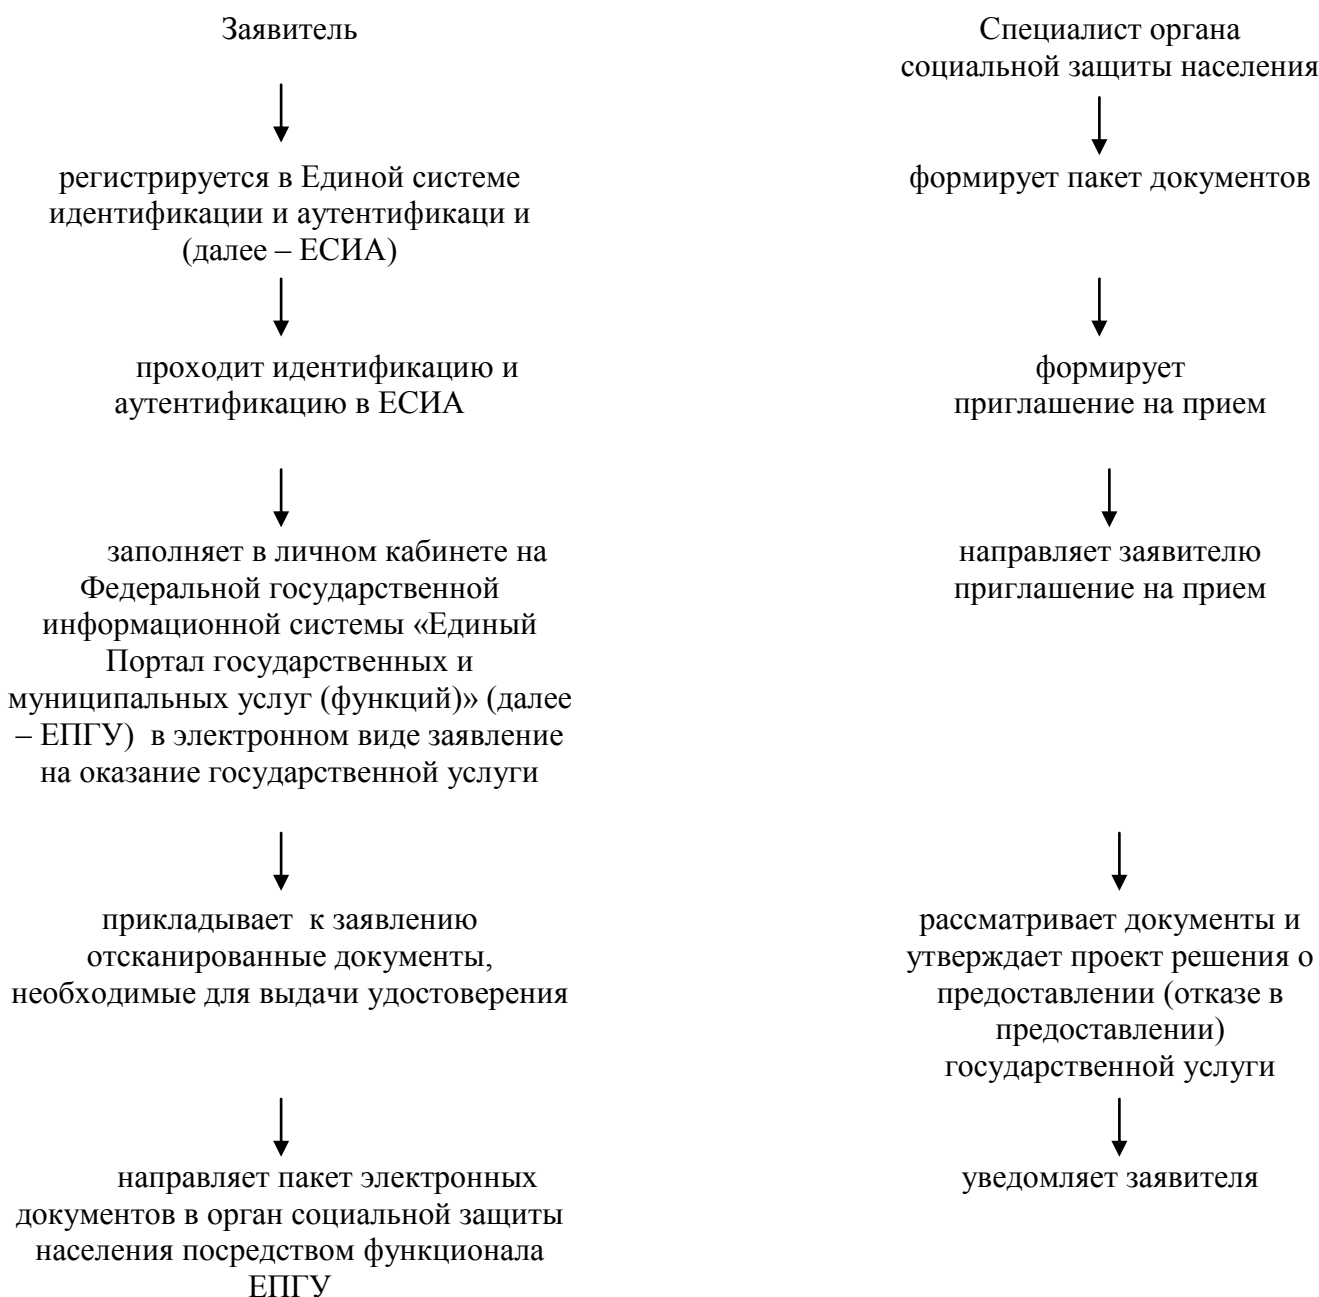 Заявитель
регистрируется в Единой системе
идентификации и аутентификаци и
(далее – ЕСИА)
проходит идентификацию и
аутентификацию в ЕСИА
заполняет в личном кабинете на
Федеральной государственной
информационной системы «Единый
Портал государственных и
муниципальных услуг (функций)» (далее
– ЕПГУ)  в электронном виде заявление
на оказание государственной услуги
прикладывает  к заявлению
отсканированные документы,
необходимые для выдачи удостоверения
направляет пакет электронных
документов в орган социальной защиты
населения посредством функционала
ЕПГУ
Специалист органа
социальной защиты населения
формирует пакет документов
формирует
приглашение на прием
направляет заявителю
приглашение на прием
рассматривает документы и
утверждает проект решения о
предоставлении (отказе в
предоставлении)
государственной услуги
уведомляет заявителя